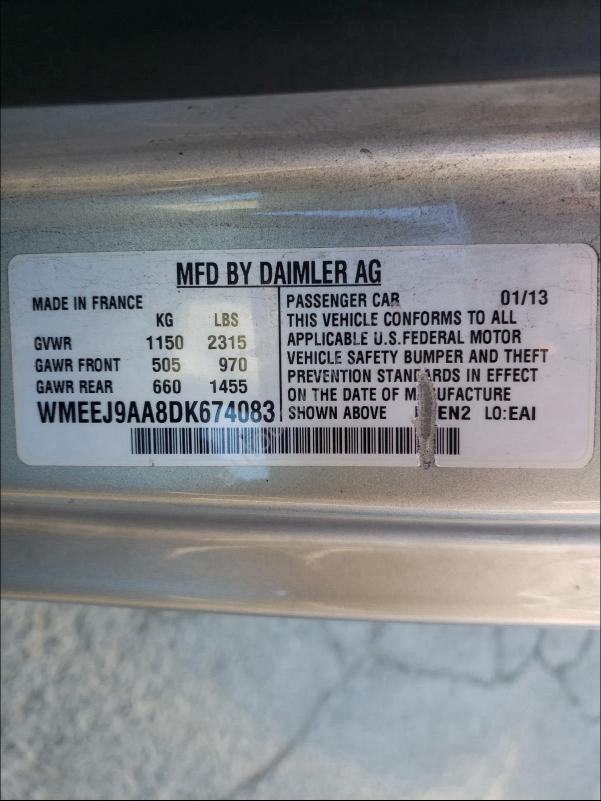 MFD BY DAIMLER AG
MADE IN FRANCE
KG LBS
GVWR 1150 2315
GAWR FRONT 505 970
GAWR REAR 660 1455
WMEEJ9AA8DK674083
PASSENGER CAR 01/13
THIS VEHICLE CONFORMS TO ALL
APPLICABLE U.S.FEDERAL MOTOR
VEHICLE SAFETY BUMPER AND THEFT
PREVENTION STANDARDS IN EFFECT
ON THE DATE OF MANUFACTURE
SHOWN ABOVE EN2 LO:EAI